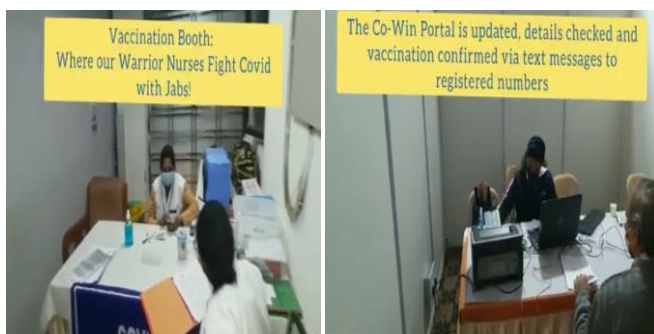 Vaccination Booth:
Where our Warrior Nurses Fight Covid
with Jabs!
The Co-Win Portal is updated, details checked and
vaccination confirmed via text messages to
registered numbers